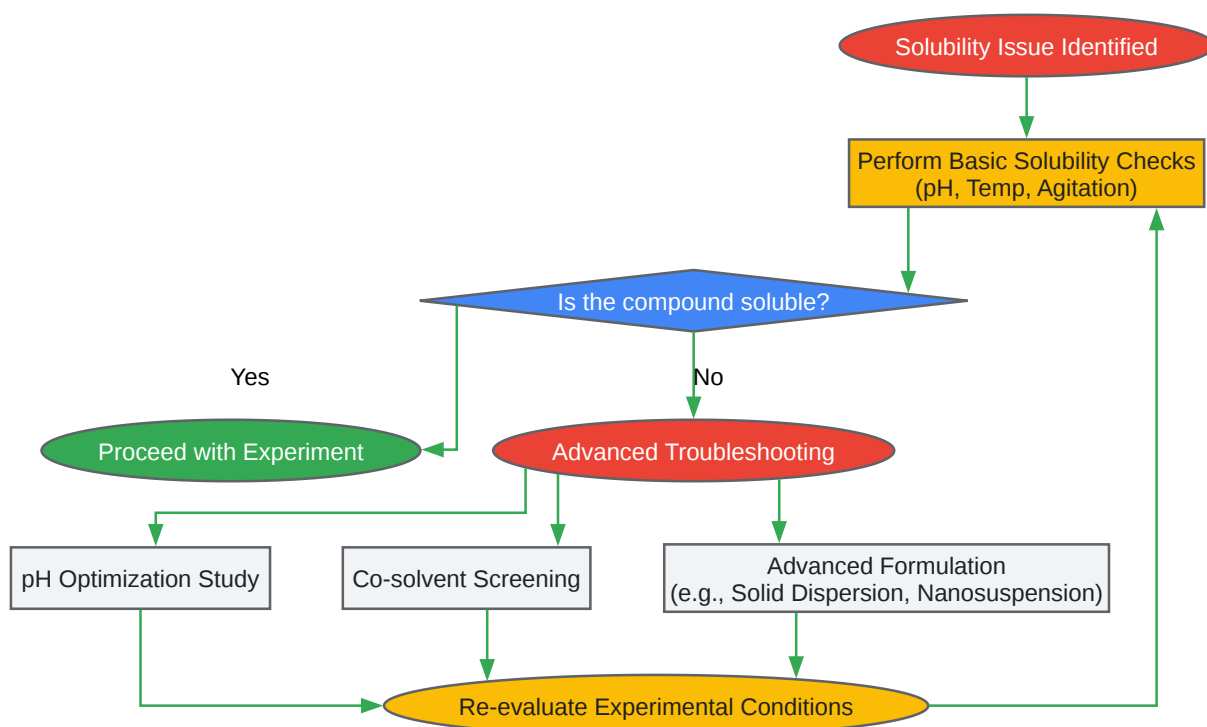 Solubility Issue Identified
Perform Basic Solubility Checks
(pH, Temp, Agitation)
Is the compound soluble?
Yes
No
Proceed with Experiment
Advanced Troubleshooting
pH Optimization Study
Co-solvent Screening
Advanced Formulation
(e.g., Solid Dispersion, Nanosuspension)
Re-evaluate Experimental Conditions